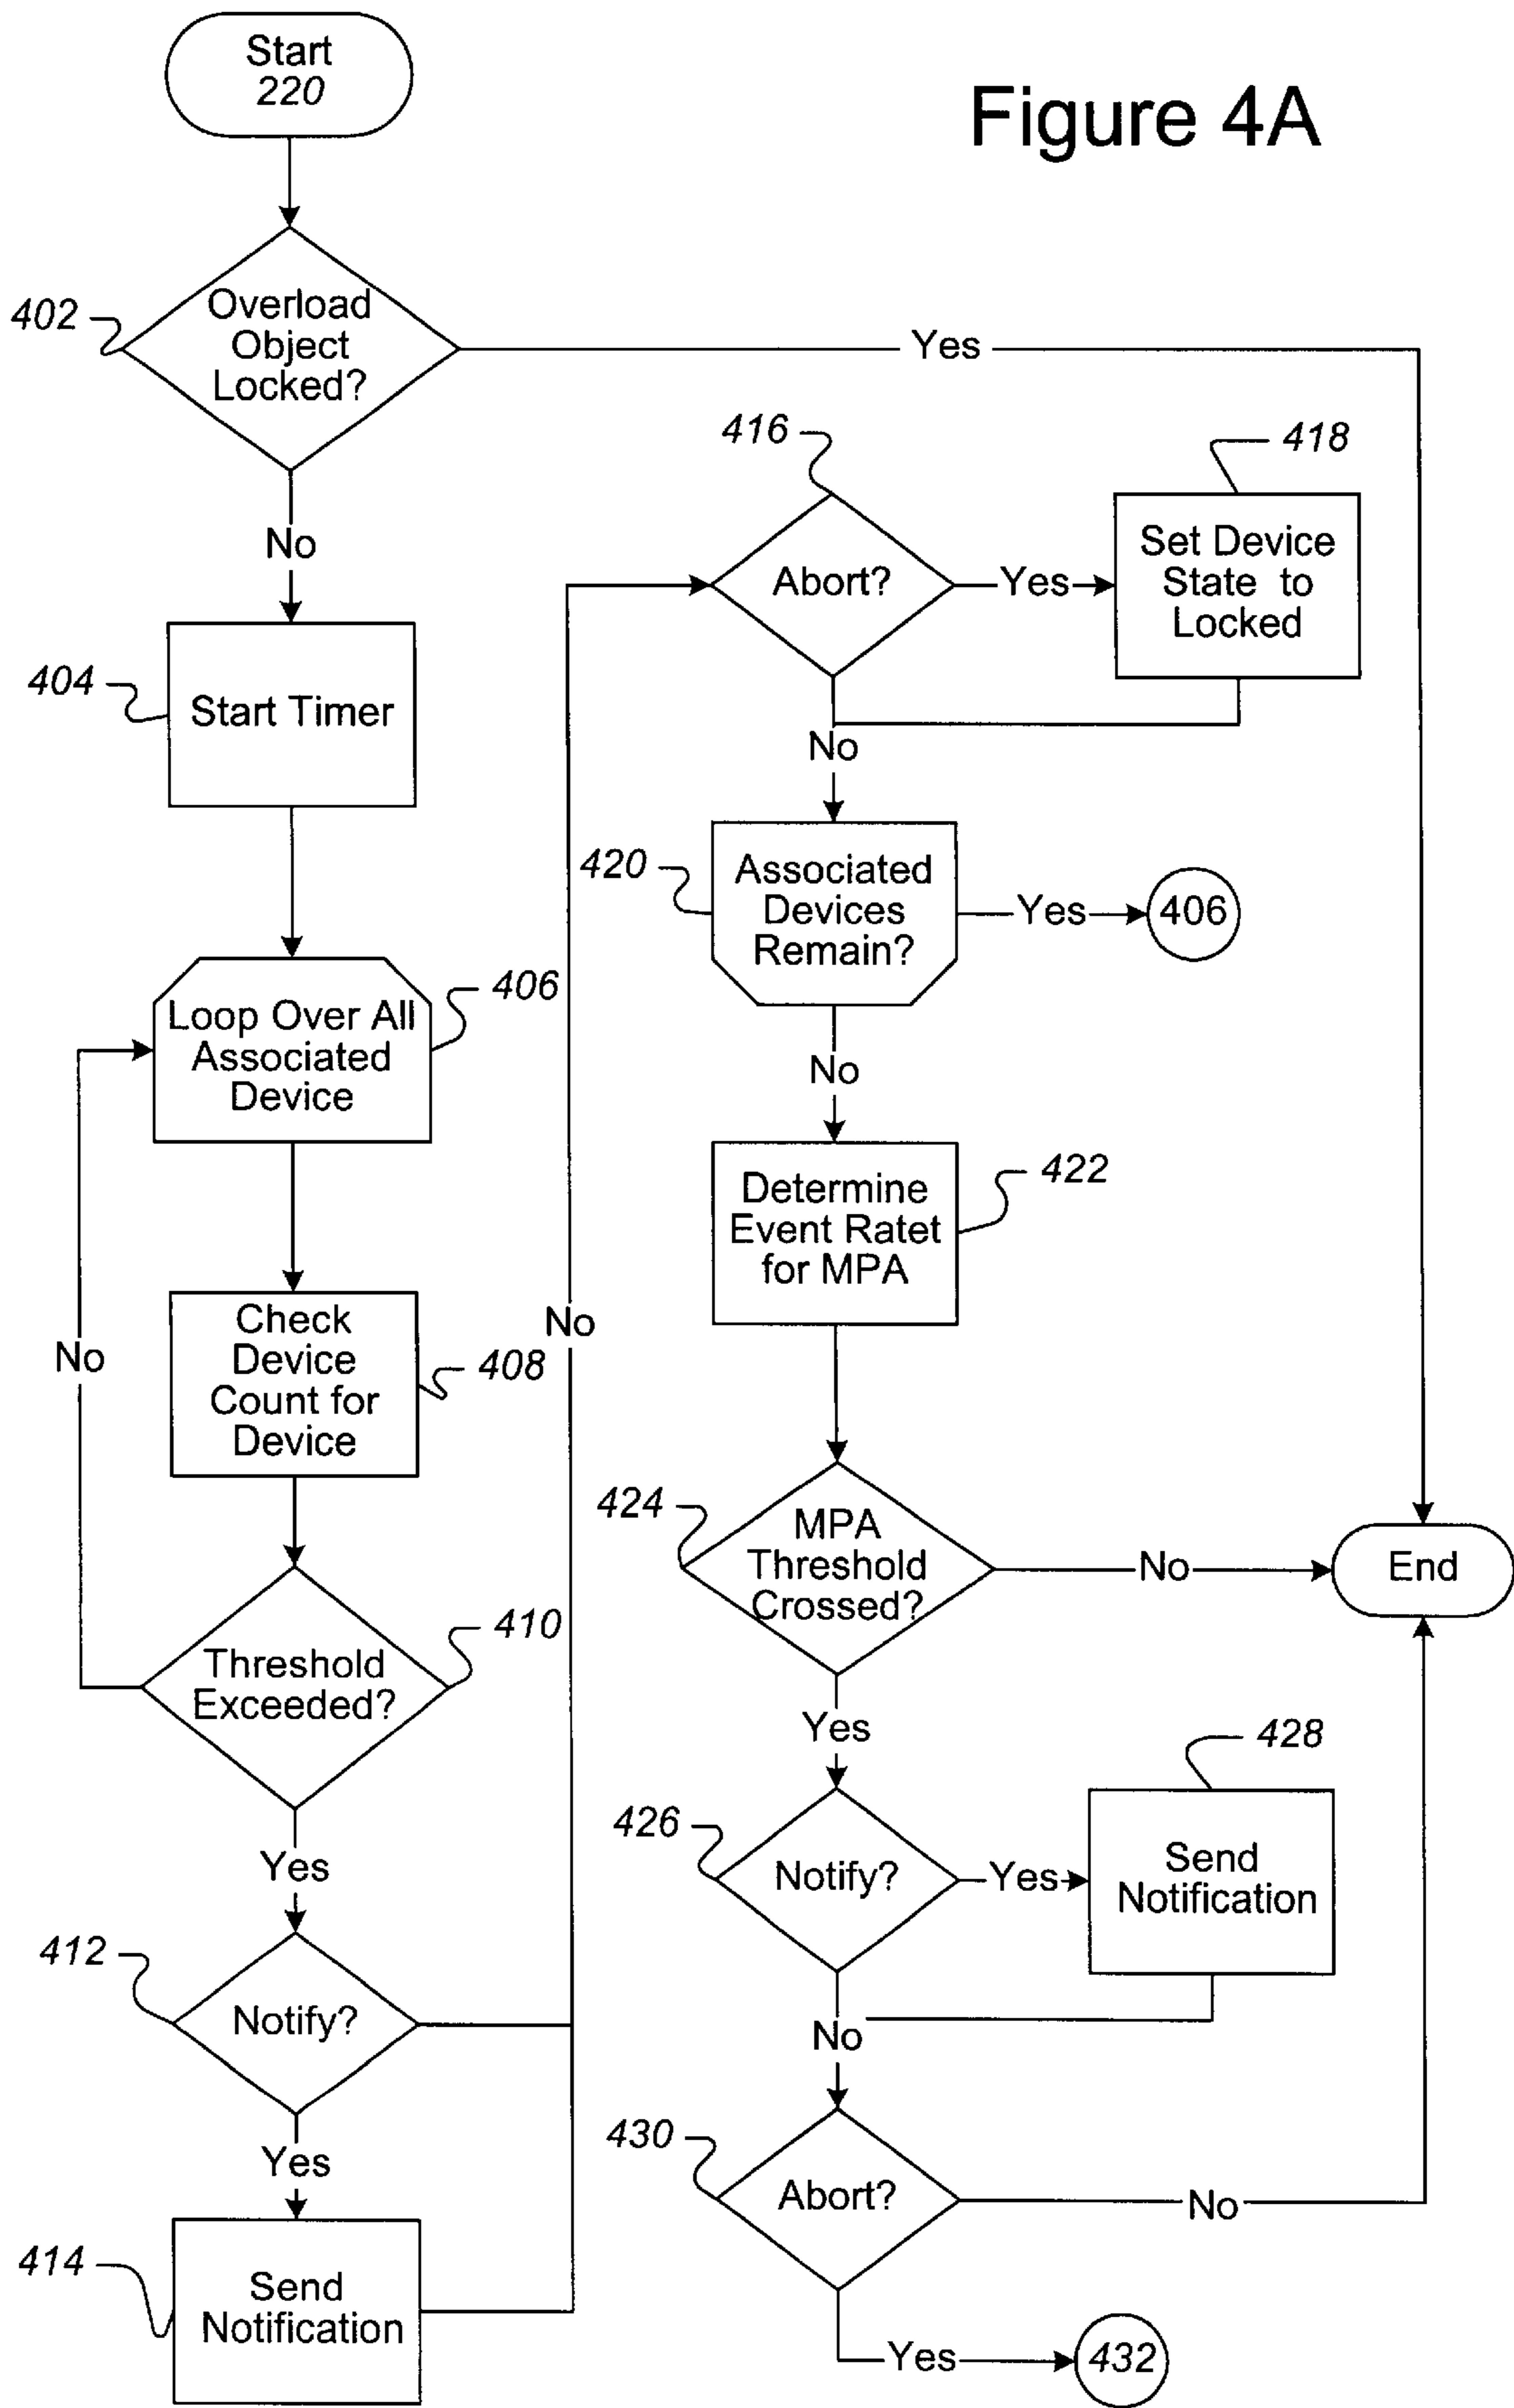 Figure 4A
Start
220
402
Overload
Object
Locked?
Yes
No
404
Start Timer
406
Loop Over All
Associated
Device
No
Check
Device
Count for
Device
408
410
Threshold
Exceeded?
Yes
412
Notify?
No
Yes
414
Send
Notification
416
Abort?
Yes
418
Set Device
State to
Locked
No
420
Associated
Devices
Remain?
Yes
406
No
422
Determine
Event Ratet
for MPA
424
MPA
Threshold
Crossed?
No
End
Yes
426
Notify?
Yes
428
Send
Notification
No
430
Abort?
No
Yes
432